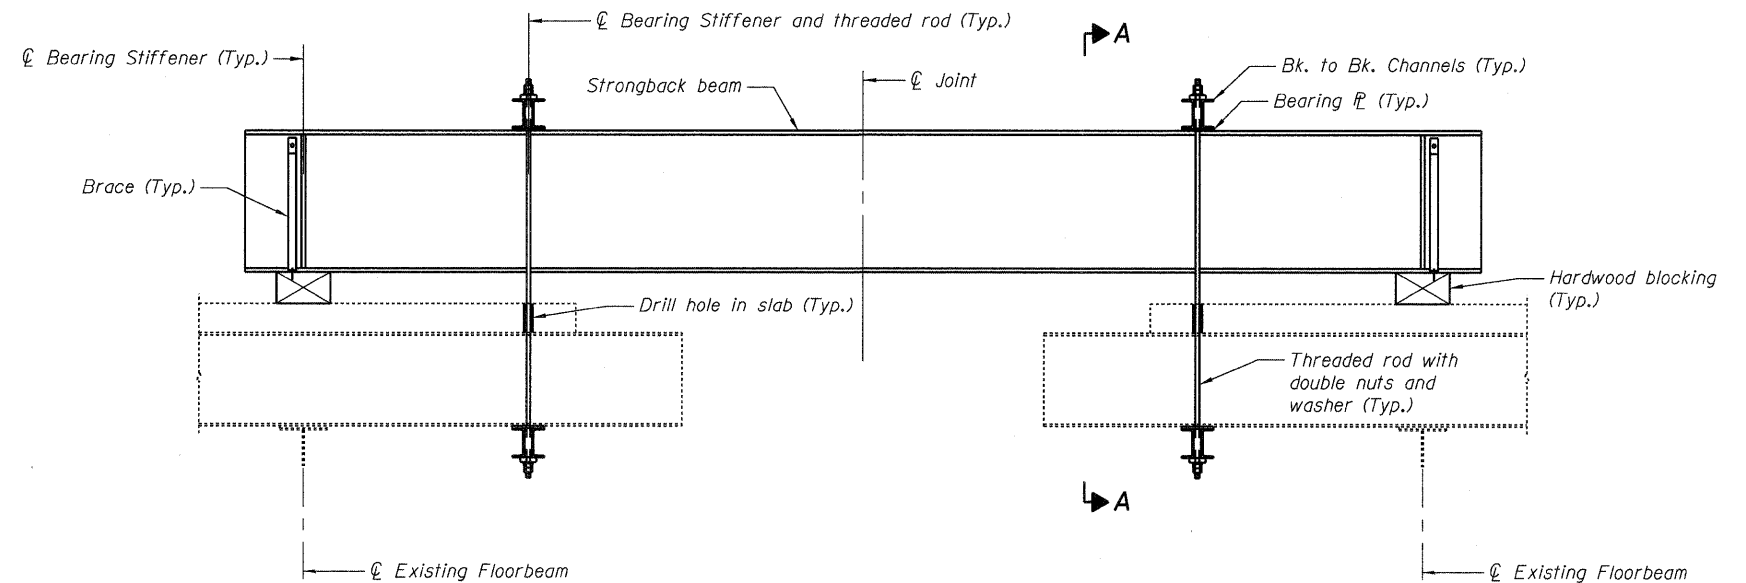 ℄ Bearing Stiffener and threaded rod (Typ.)
A
℄ Bearing Stiffener (Typ.)
Bk. to Bk. Channels (Typ.)
Strongback beam
℄ Joint
Bearing ⅊ (Typ.)
Brace (Typ.)
Hardwood blocking
(Typ.)
Drill hole in slab (Typ.)
Threaded rod with
double nuts and
washer (Typ.)
A
℄ Existing Floorbeam
℄ Existing Floorbeam